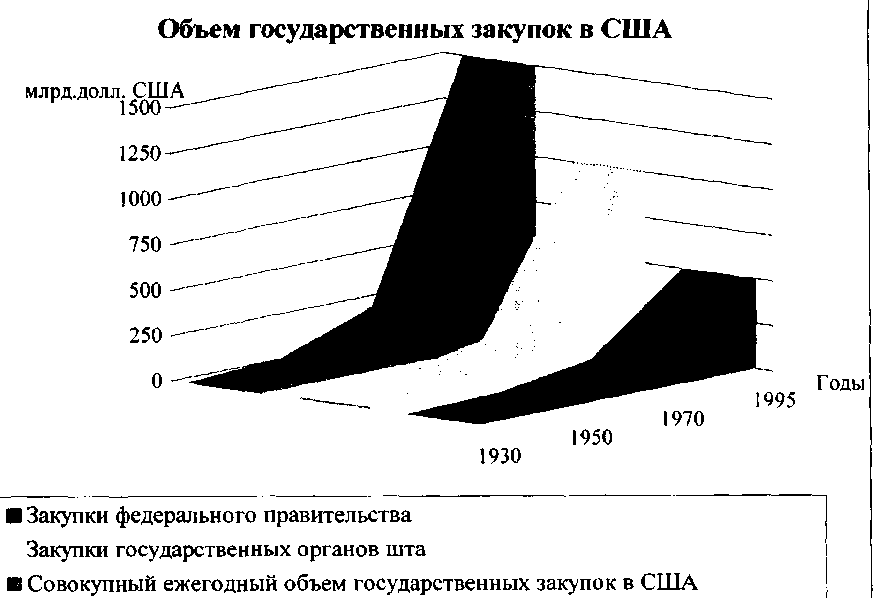 Объем государственных закупок в США
млрд.долл. США
1500
1250
1000
750
500
250
0
1930
1950
1970
1995
Годы
Закупки федерального правительства
Закупки государственных органов шта
Совокупный ежегодный объем государственных закупок в США